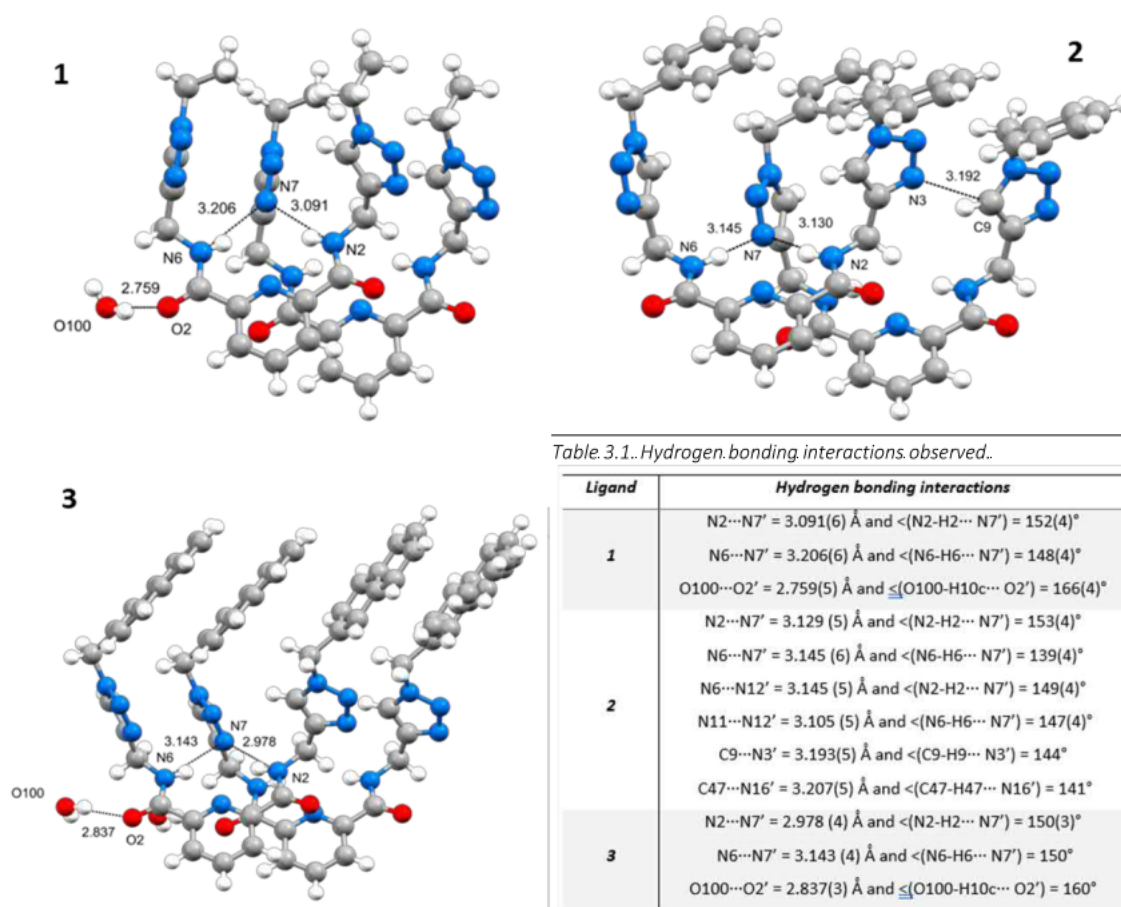 1
N7
3.206
3.091
N6
N2
2.759
O100
O2
2
3.192
N3
C9
3.145
3.130
N6
N7
N2
Table.3.1..Hydrogen.bonding.interactions.observed..
Ligand Hydrogen bonding interactions
N2···N7' = 3.091(6) Å and <(N2-H2··· N7') = 152(4)°
1 N6···N7' = 3.206(6) Å and <(N6-H6··· N7') = 148(4)°
O100···O2' = 2.759(5) Å and <(O100-H10c··· O2') = 166(4)°
N2···N7' = 3.129 (5) Å and <(N2-H2··· N7') = 153(4)°
N6···N7' = 3.145 (6) Å and <(N6-H6··· N7') = 139(4)°
N6···N12' = 3.145 (5) Å and <(N2-H2··· N7') = 149(4)°
2
N11···N12' = 3.105 (5) Å and <(N6-H6··· N7') = 147(4)°
C9···N3' = 3.193(5) Å and <(C9-H9··· N3') = 144°
C47···N16' = 3.207(5) Å and <(C47-H47··· N16') = 141°
N2···N7' = 2.978 (4) Å and <(N2-H2··· N7') = 150(3)°
3 N6···N7' = 3.143 (4) Å and <(N6-H6··· N7') = 150°
O100···O2' = 2.837(3) Å and <(O100-H10c··· O2') = 160°
3
N7
3.143
2.978
N6
N2
O100
2.837
O2